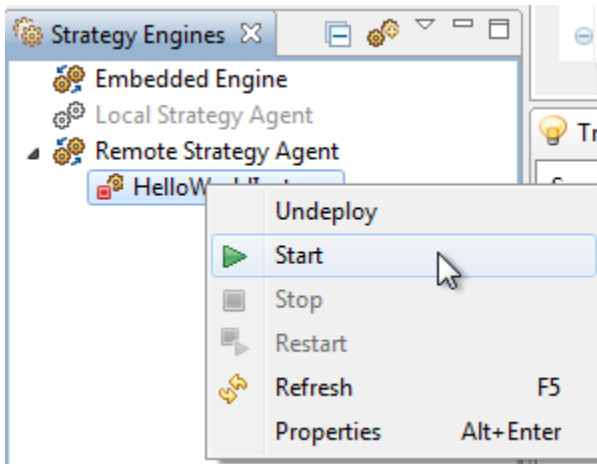 Strategy Engines
Embedded Engine
Local Strategy Agent
Remote Strategy Agent
Undeploy
Start
Stop
Restart
Refresh F5
Properties Alt+Enter